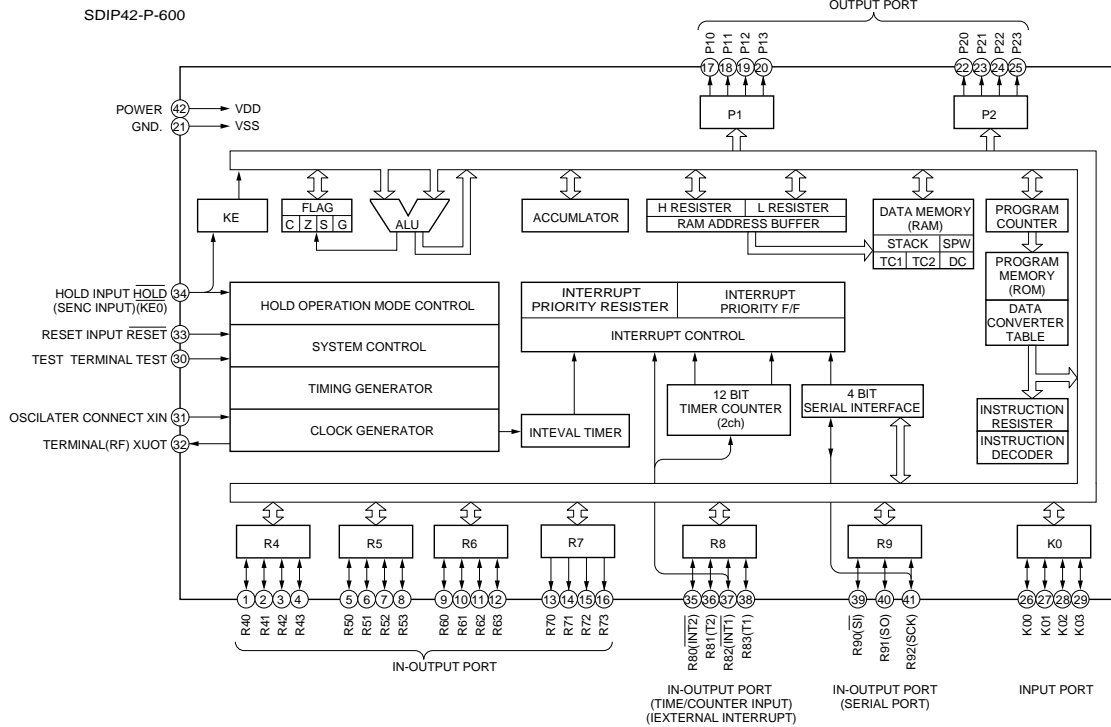 SDIP42-P-600
OUTPUT PORT
P10
P11
P12
P13
P20
P21
P22
P23
17
18
19
20
22
23
24
25
P1
P2
POWER 42 VDD
GND. 21 VSS
KE
FLAG
C Z S G
ALU
ACCUMLATOR
H RESISTER L RESISTER
RAM ADDRESS BUFFER
DATA MEMORY
(RAM)
STACK SPW
TC1 TC2 DC
PROGRAM
COUNTER
PROGRAM
MEMORY
(ROM)
DATA
CONVERTER
TABLE
INSTRUCTION
RESISTER
INSTRUCTION
DECODER
HOLD INPUT HOLD 34
(SENC INPUT)(KE0)
RESET INPUT RESET 33
TEST TERMINAL TEST 30
OSCILATER CONNECT XIN 31
TERMINAL(RF) XUOT 32
HOLD OPERATION MODE CONTROL
SYSTEM CONTROL
TIMING GENERATOR
CLOCK GENERATOR
INTERRUPT
PRIORITY RESISTER
INTERRUPT
PRIORITY F/F
INTERRUPT CONTROL
INTEVAL TIMER
12 BIT
TIMER COUNTER
(2ch)
4 BIT
SERIAL INTERFACE
R4
R5
R6
R7
R8
R9
K0
1
2
3
4
5
6
7
8
9
10
11
12
13
14
15
16
35
36
37
38
39
40
41
26
27
28
29
R40
R41
R42
R43
R50
R51
R52
R53
R60
R61
R62
R63
R70
R71
R72
R73
R80(INT2)
R81(T2)
R82(INT1)
R83(T1)
R90(SI)
R91(SO)
R92(SCK)
K00
K01
K02
K03
IN-OUTPUT PORT
IN-OUTPUT PORT
(TIME/COUNTER INPUT)
(IEXTERNAL INTERRUPT)
IN-OUTPUT PORT
(SERIAL PORT)
INPUT PORT